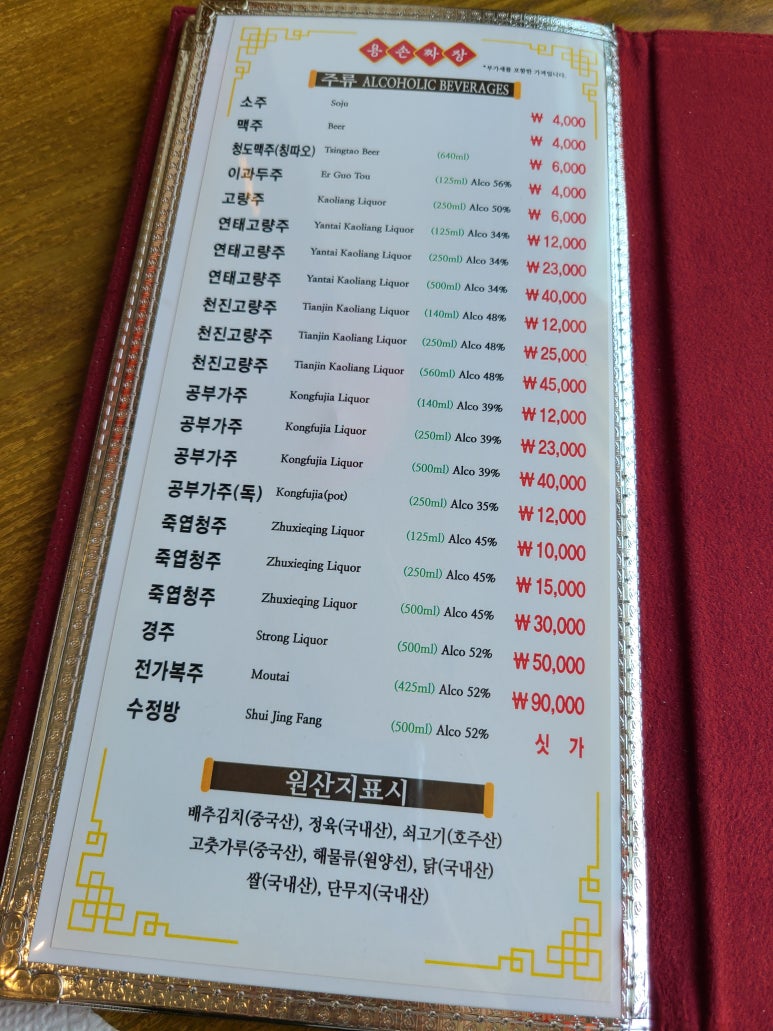 용손짜장
*부가세를 포함한 가격입니다.
주류 ALCOHOLIC BEVERAGES
소주 Soju ₩ 4,000
맥주 Beer ₩ 4,000
청도맥주(칭따오) Tsingtao Beer (640ml) ₩ 6,000
이과두주 Er Guo Tou (125ml) Alco 56% ₩ 4,000
고량주 Kaoliang Liquor (250ml) Alco 50% ₩ 6,000
연태고량주 Yantai Kaoliang Liquor (125ml) Alco 34% ₩ 12,000
연태고량주 Yantai Kaoliang Liquor (250ml) Alco 34% ₩ 23,000
연태고량주 Yantai Kaoliang Liquor (500ml) Alco 34% ₩ 40,000
천진고량주 Tianjin Kaoliang Liquor (140ml) Alco 48% ₩ 12,000
천진고량주 Tianjin Kaoliang Liquor (250ml) Alco 48% ₩ 25,000
천진고량주 Tianjin Kaoliang Liquor (560ml) Alco 48% ₩ 45,000
공부가주 Kongfujia Liquor (140ml) Alco 39% ₩ 12,000
공부가주 Kongfujia Liquor (250ml) Alco 39% ₩ 23,000
공부가주 Kongfujia Liquor (500ml) Alco 39% ₩ 40,000
공부가주(독) Kongfujia(pot) (250ml) Alco 35% ₩ 12,000
죽엽청주 Zhuxieqing Liquor (125ml) Alco 45% ₩ 10,000
죽엽청주 Zhuxieqing Liquor (250ml) Alco 45% ₩ 15,000
죽엽청주 Zhuxieqing Liquor (500ml) Alco 45% ₩ 30,000
경주 Strong Liquor (500ml) Alco 52% ₩ 50,000
전가복주 Moutai (425ml) Alco 52% ₩ 90,000
수정방 Shui Jing Fang (500ml) Alco 52% 싯 가
원산지표시
배추김치(중국산), 정육(국내산), 쇠고기(호주산)
고춧가루(중국산), 해물류(원양선), 닭(국내산)
쌀(국내산), 단무지(국내산)